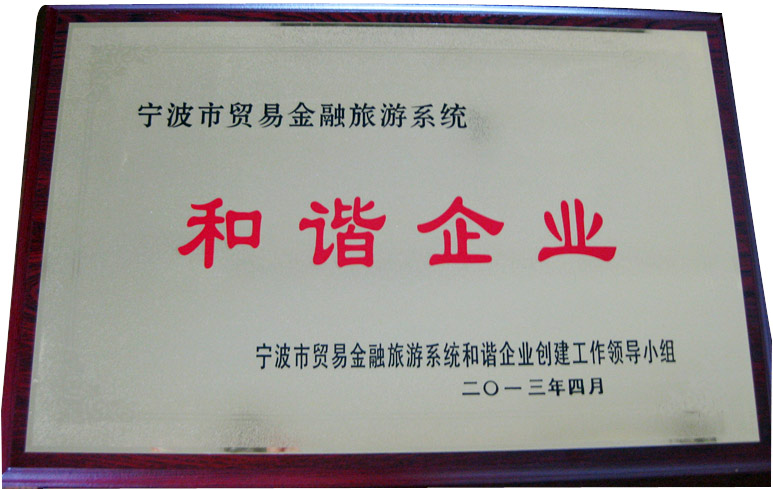 宁波市贸易金融旅游系统
和谐企业
宁波市贸易金融旅游系统和谐企业创建工作领导小组
二〇一三年四月